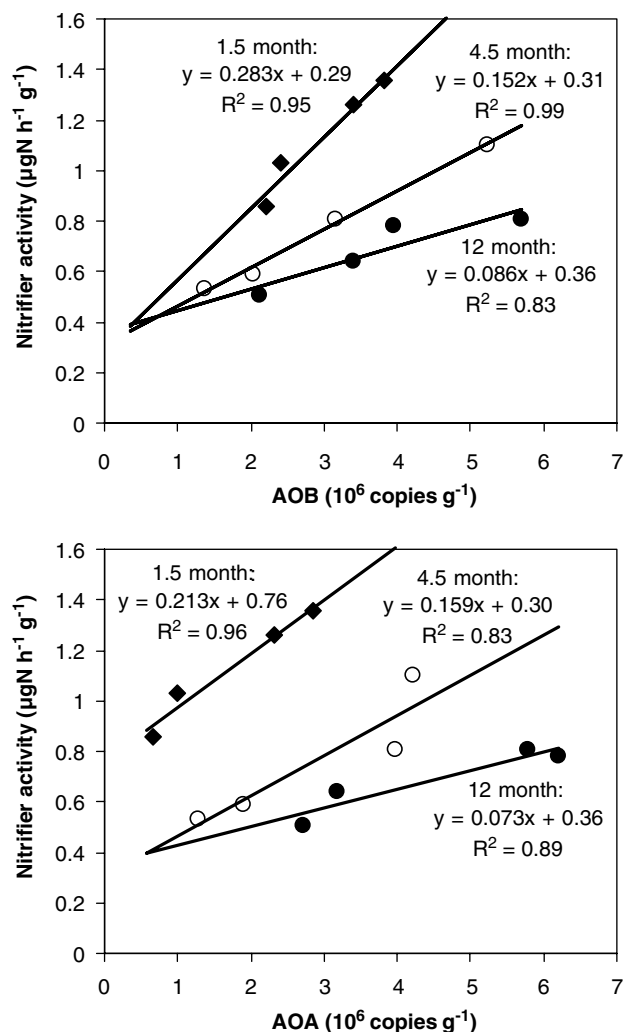 1.6
1.4
1.2
1
0.8
0.6
0.4
0.2
0
Nitrifier activity (µgN h⁻¹ g⁻¹)
1.5 month:
y = 0.283x + 0.29
R² = 0.95
4.5 month:
y = 0.152x + 0.31
R² = 0.99
12 month:
y = 0.086x + 0.36
R² = 0.83
0 1 2 3 4 5 6 7
AOB (10⁶ copies g⁻¹)
1.6
1.4
1.2
1
0.8
0.6
0.4
0.2
0
Nitrifier activity (µgN h⁻¹ g⁻¹)
1.5 month:
y = 0.213x + 0.76
R² = 0.96
4.5 month:
y = 0.159x + 0.30
R² = 0.83
12 month:
y = 0.073x + 0.36
R² = 0.89
0 1 2 3 4 5 6 7
AOA (10⁶ copies g⁻¹)